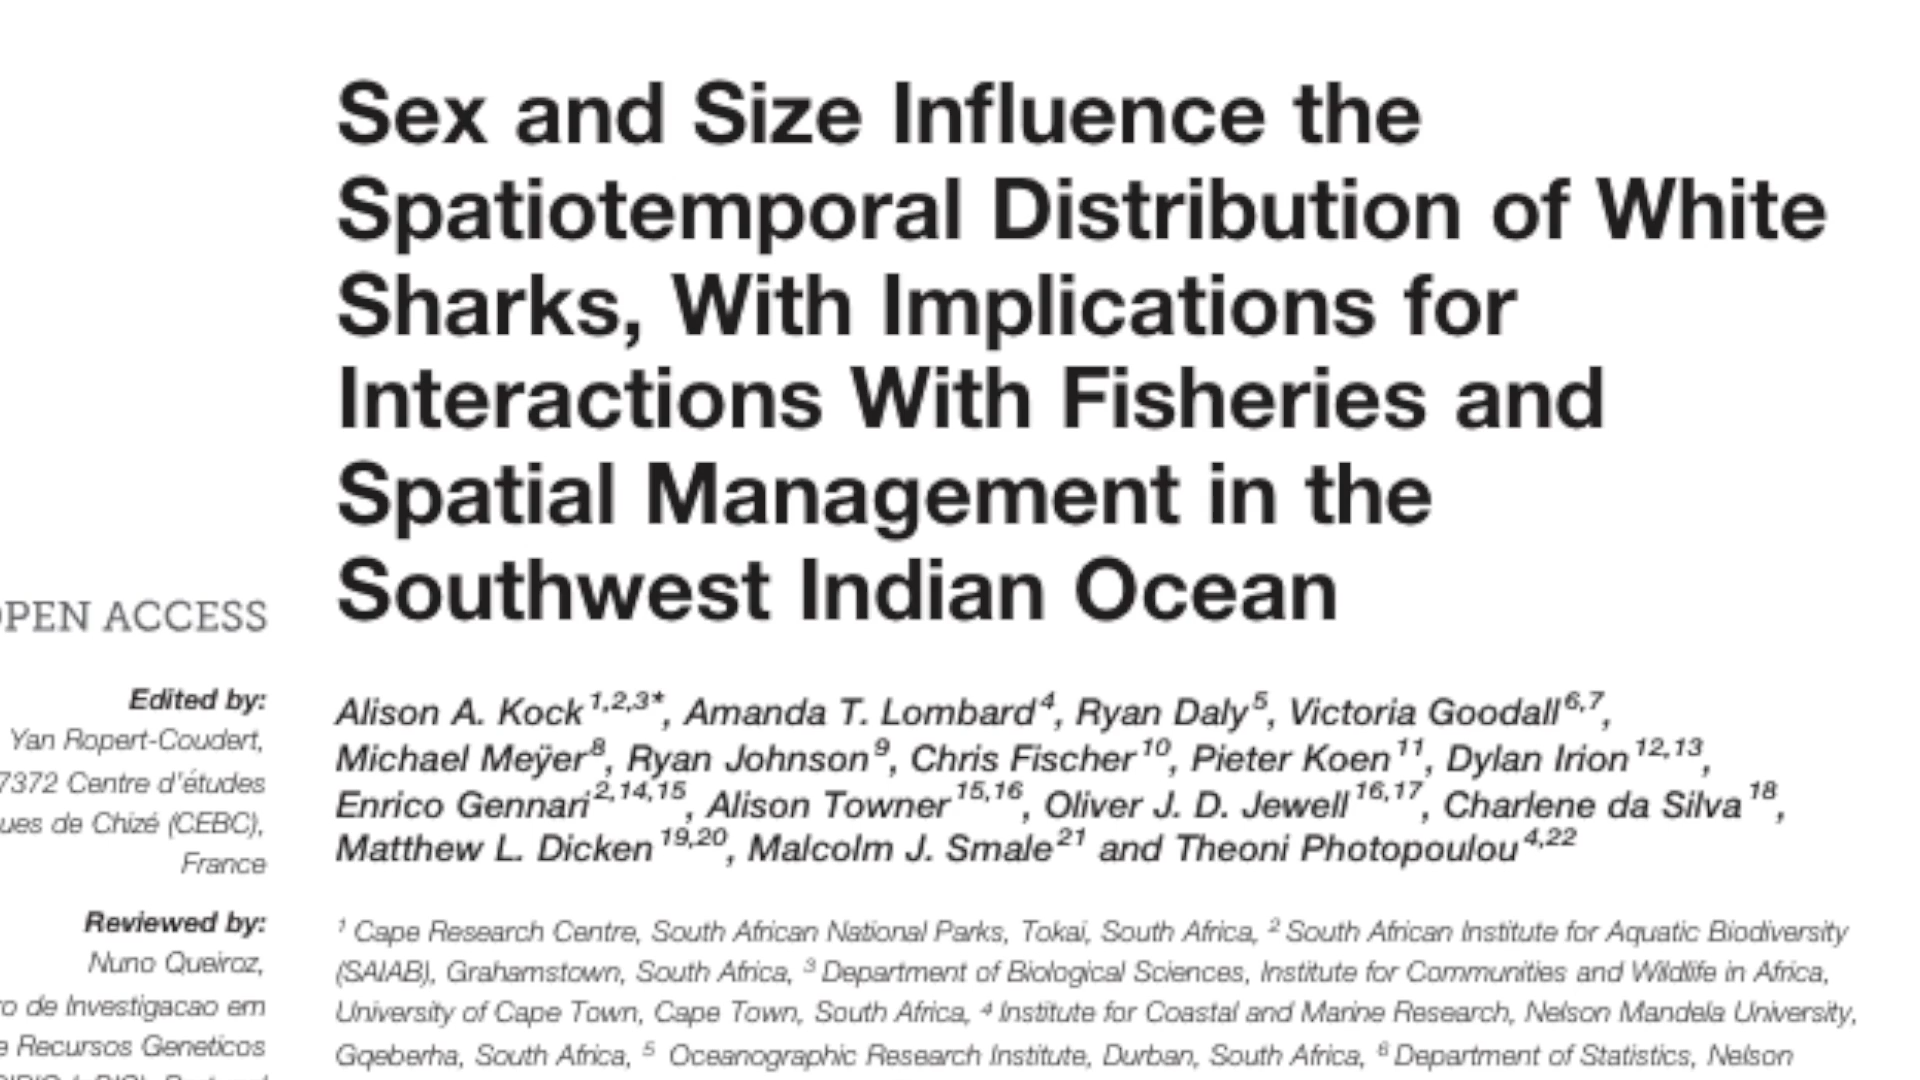 Sex and Size Influence the
Spatiotemporal Distribution of White
Sharks, With Implications for
Interactions With Fisheries and
Spatial Management in the
Southwest Indian Ocean
OPEN ACCESS
Edited by:
Yan Ropert-Coudert,
7372 Centre d'études
ues de Chizé (CEBC),
France
Reviewed by:
Nuno Queiroz,
o de Investigacao em
e Recursos Geneticos
Alison A. Kock1,2,3*, Amanda T. Lombard4, Ryan Daly5, Victoria Goodall6,7,
Michael Meÿer8, Ryan Johnson9, Chris Fischer10, Pieter Koen11, Dylan Irion12,13,
Enrico Gennari2,14,15, Alison Towner15,16, Oliver J. D. Jewell16,17, Charlene da Silva18,
Matthew L. Dicken19,20, Malcolm J. Smale21 and Theoni Photopoulou4,22
1 Cape Research Centre, South African National Parks, Tokai, South Africa, 2 South African Institute for Aquatic Biodiversity
(SAIAB), Grahamstown, South Africa, 3 Department of Biological Sciences, Institute for Communities and Wildlife in Africa,
University of Cape Town, Cape Town, South Africa, 4 Institute for Coastal and Marine Research, Nelson Mandela University,
Gqeberha, South Africa, 5 Oceanographic Research Institute, Durban, South Africa, 6 Department of Statistics, Nelson